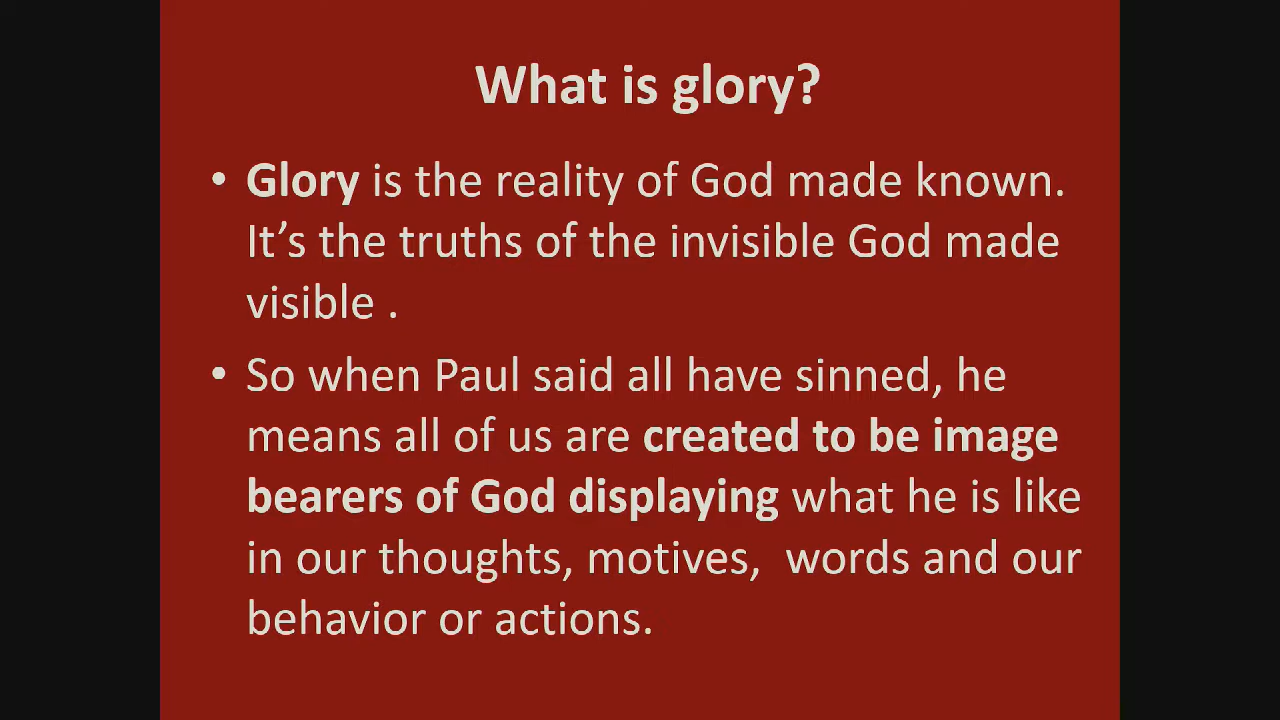 What is glory?
• Glory is the reality of God made known.
It’s the truths of the invisible God made
visible .
• So when Paul said all have sinned, he
means all of us are created to be image
bearers of God displaying what he is like
in our thoughts, motives,  words and our
behavior or actions.